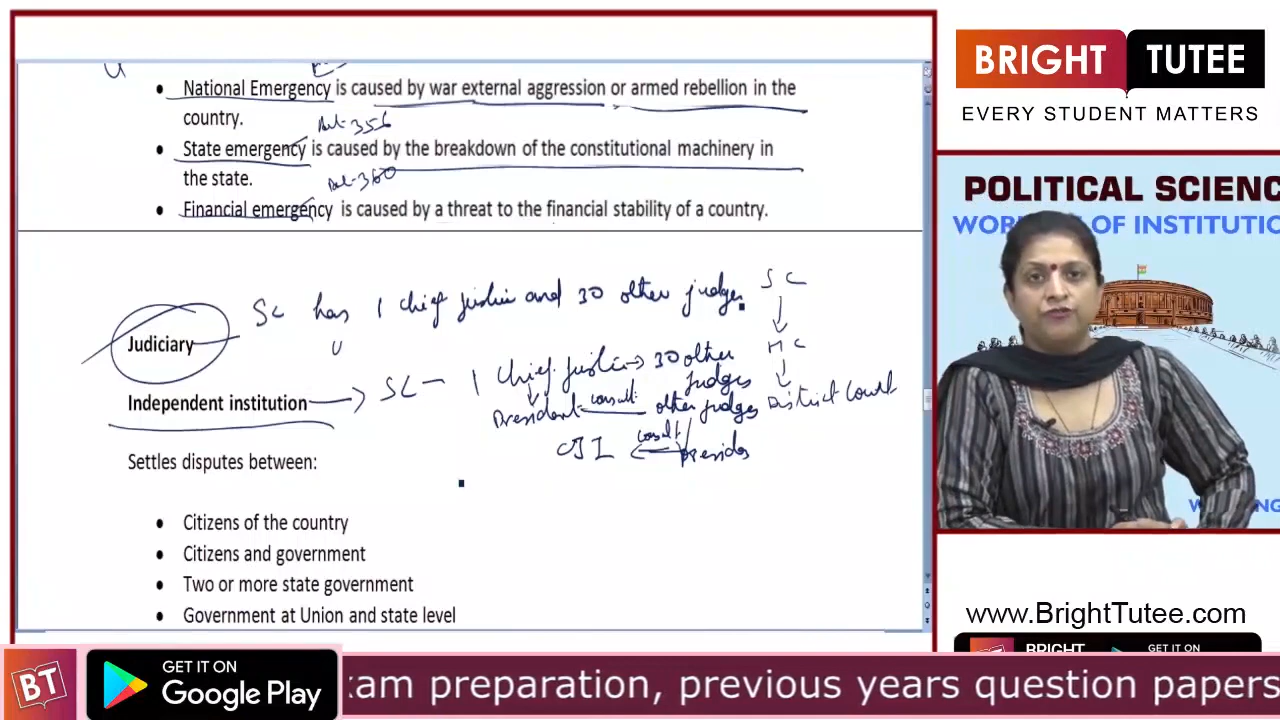 BRIGHT TUTEE
EVERY STUDENT MATTERS
National Emergency is caused by war external aggression or armed rebellion in the
country.
Art-356
State emergency is caused by the breakdown of the constitutional machinery in
the state.
Art-360
Financial emergency is caused by a threat to the financial stability of a country.
POLITICAL SCIENC
OF INSTITUTIO
SC has 1 chief justice and 30 other judges.
SC
HC
District Court
Judiciary
Independent institution
SC - 1 Chief justice 30 other
judges
President consult other judges
CJI consult
Settles disputes between:
Citizens of the country
Citizens and government
Two or more state government
Government at Union and state level
www.BrightTutee.com
BRIGHT
GET IT ON
BT
GET IT ON
Google Play
xam preparation, previous years question papers